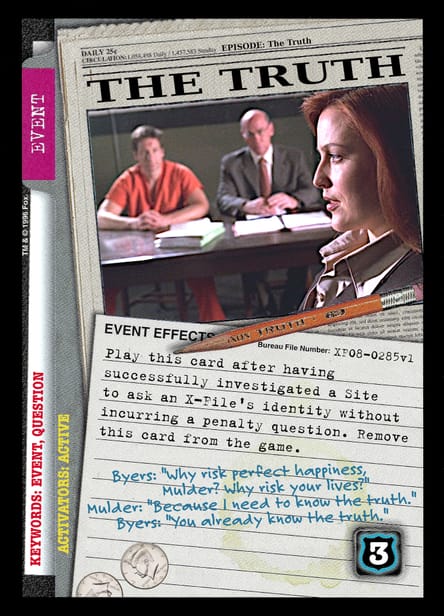 DAILY 25¢
CIRCULATION: 1,054,498 Daily / 1,457,583 Sunday
EPISODE: The Truth
THE TRUTH
EVENT
TM & © 1996 Fox.
KEYWORDS: EVENT, QUESTION
ACTIVATORS: ACTIVE
EVENT EFFECTS
Bureau File Number: XF08-0285v1
Play this card after having
successfully investigated a Site
to ask an X-File's identity without
incurring a penalty question. Remove
this card from the game.
Byers: "Why risk perfect happiness,
Mulder? Why risk your lives?"
Mulder: "Because I need to know the truth."
Byers: "You already know the truth."
3